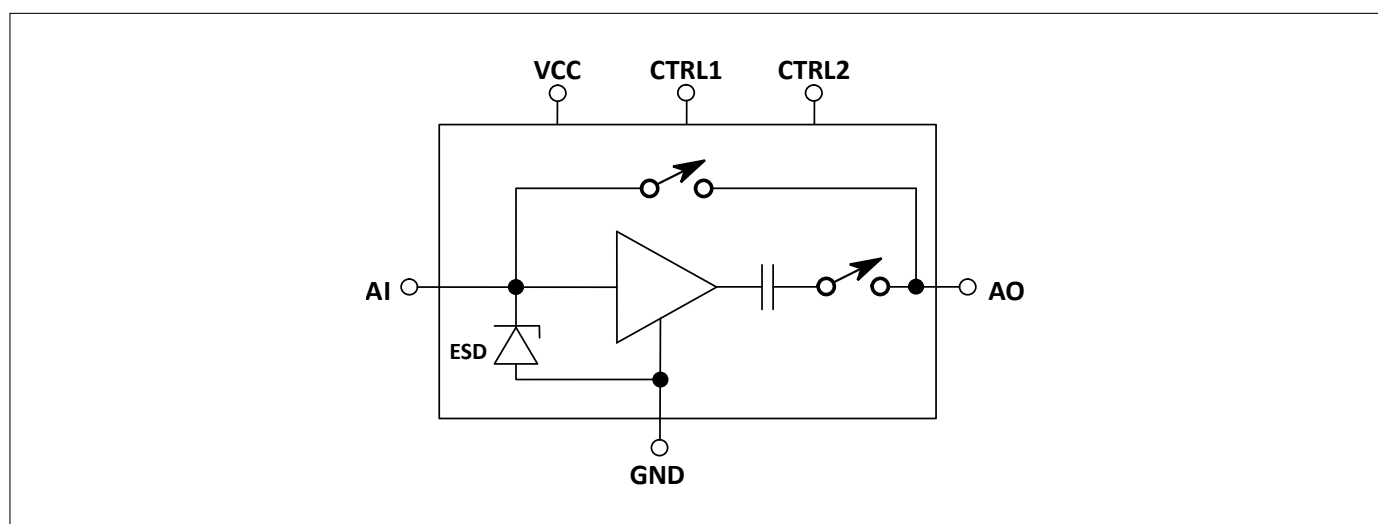 VCC
CTRL1
CTRL2
AI
AO
ESD
GND